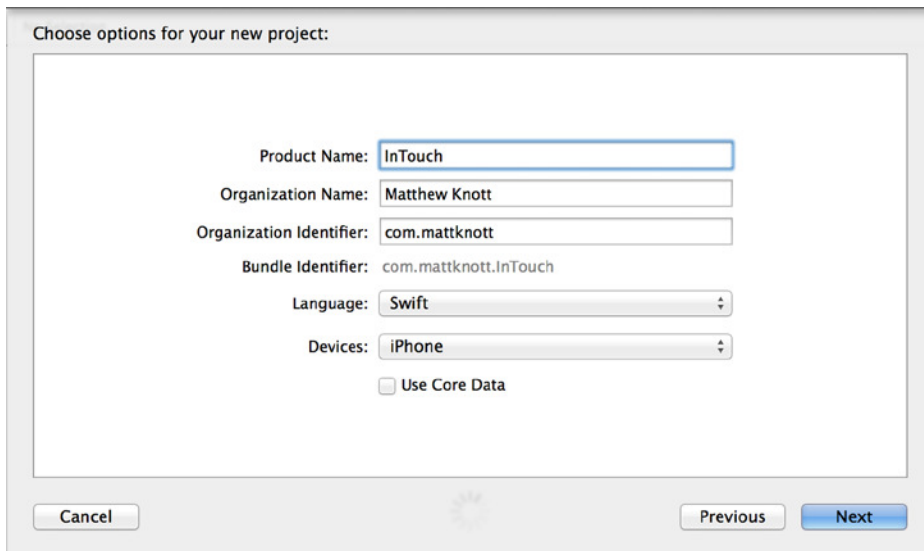 Choose options for your new project:
Product Name: InTouch
Organization Name: Matthew Knott
Organization Identifier: com.mattknott
Bundle Identifier: com.mattknott.InTouch
Language: Swift
Devices: iPhone
Use Core Data
Cancel Previous Next